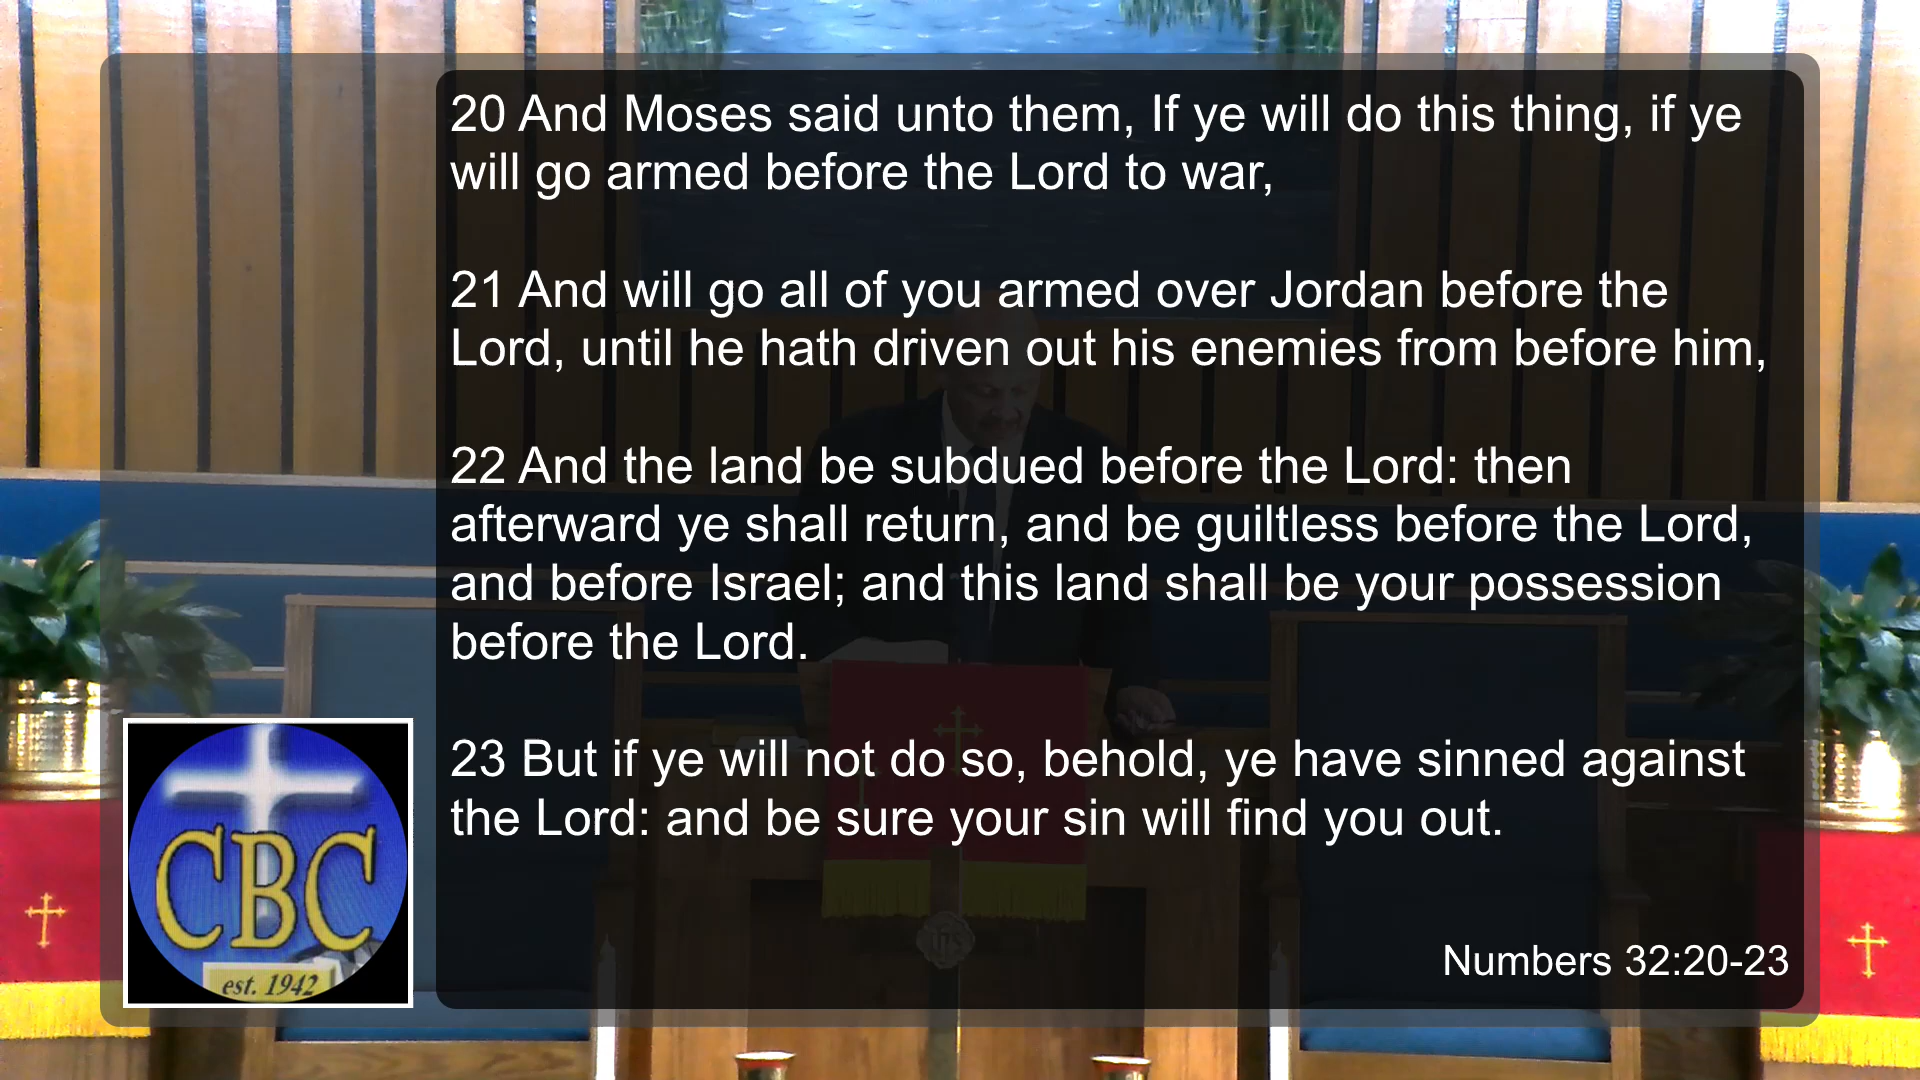 20 And Moses said unto them, If ye will do this thing, if ye
will go armed before the Lord to war,
21 And will go all of you armed over Jordan before the
Lord, until he hath driven out his enemies from before him,
22 And the land be subdued before the Lord: then
afterward ye shall return, and be guiltless before the Lord,
and before Israel; and this land shall be your possession
before the Lord.
23 But if ye will not do so, behold, ye have sinned against
the Lord: and be sure your sin will find you out.
Numbers 32:20-23
CBC
est. 1942
IHS